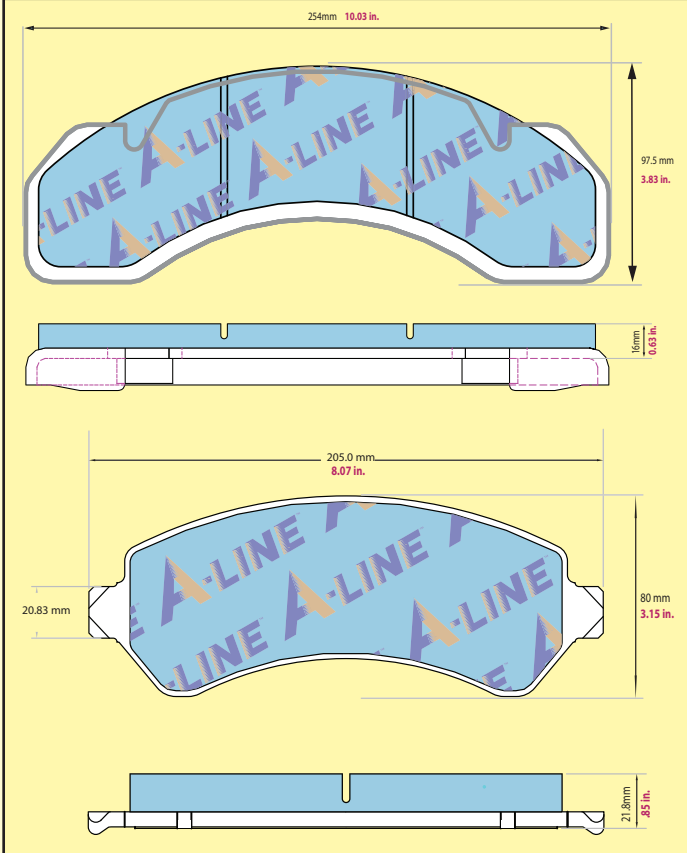 254mm 10.03 in.
A-LINE
A-LINE
A-LINE
A-LINE
A-LINE
97.5 mm
3.83 in.
16mm
0.63 in.
205.0 mm
8.07 in.
A-LINE
A-LINE
A-LINE
A-LINE
20.83 mm
80 mm
3.15 in.
21.8mm
.85 in.